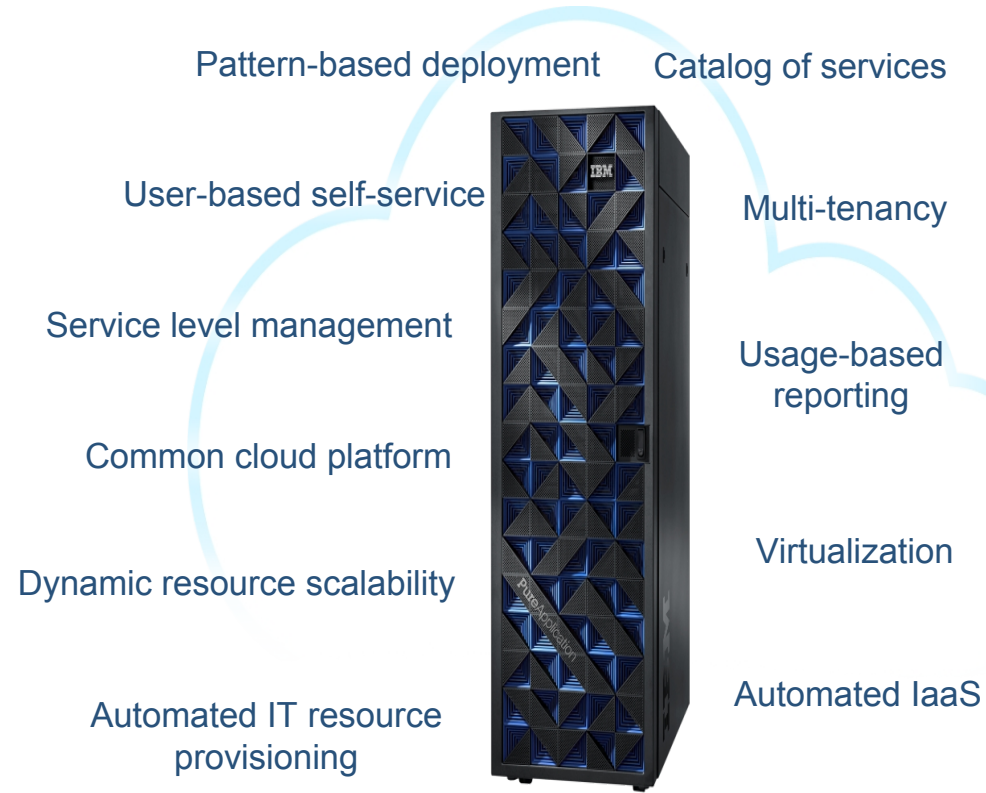 Pattern-based deployment
Catalog of services
User-based self-service
IBM
Multi-tenancy
Service level management
Usage-based
reporting
Common cloud platform
Virtualization
Dynamic resource scalability
PureApplication
IBM
Automated IaaS
Automated IT resource
provisioning